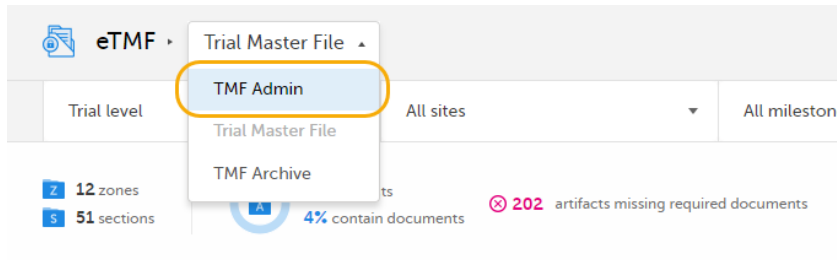 eTMF
Trial Master File
TMF Admin
Trial level
All sites
All mileston
Trial Master File
TMF Archive
Z 12 zones
ts
S 51 sections
A
4% contain documents
202 artifacts missing required documents